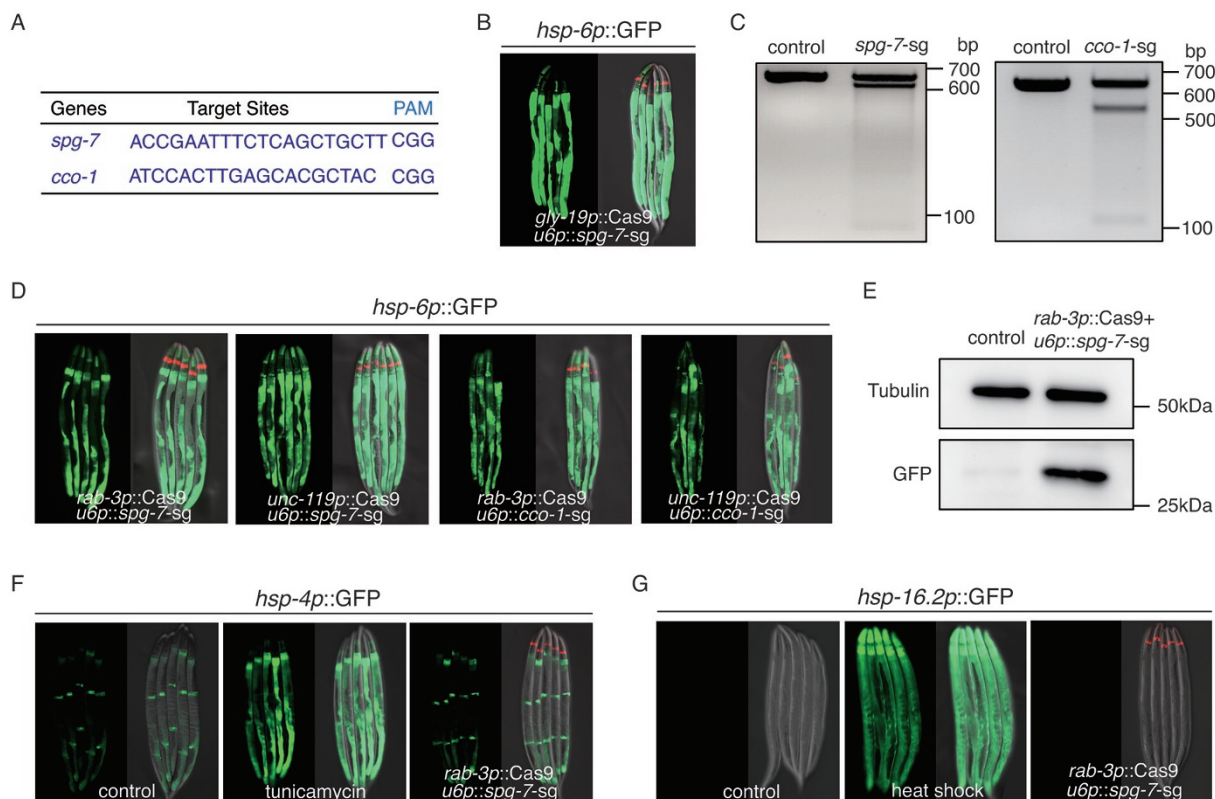 A
Genes Target Sites PAM
spg-7 ACCGAATTTCTCAGCTGCTT CGG
cco-1 ATCCACTTGAGCACGCTAC CGG
B
hsp-6p::GFP
gly-19p::Cas9
u6p::spg-7-sg
C
control spg-7-sg bp
700
600
100
control cco-1-sg bp
700
600
500
100
D
hsp-6p::GFP
rab-3p::Cas9
u6p::spg-7-sg
unc-119p::Cas9
u6p::spg-7-sg
rab-3p::Cas9
u6p::cco-1-sg
unc-119p::Cas9
u6p::cco-1-sg
E
control
rab-3p::Cas9+
u6p::spg-7-sg
Tubulin
50kDa
GFP
25kDa
F
hsp-4p::GFP
control
tunicamycin
rab-3p::Cas9
u6p::spg-7-sg
G
hsp-16.2p::GFP
control
heat shock
rab-3p::Cas9
u6p::spg-7-sg